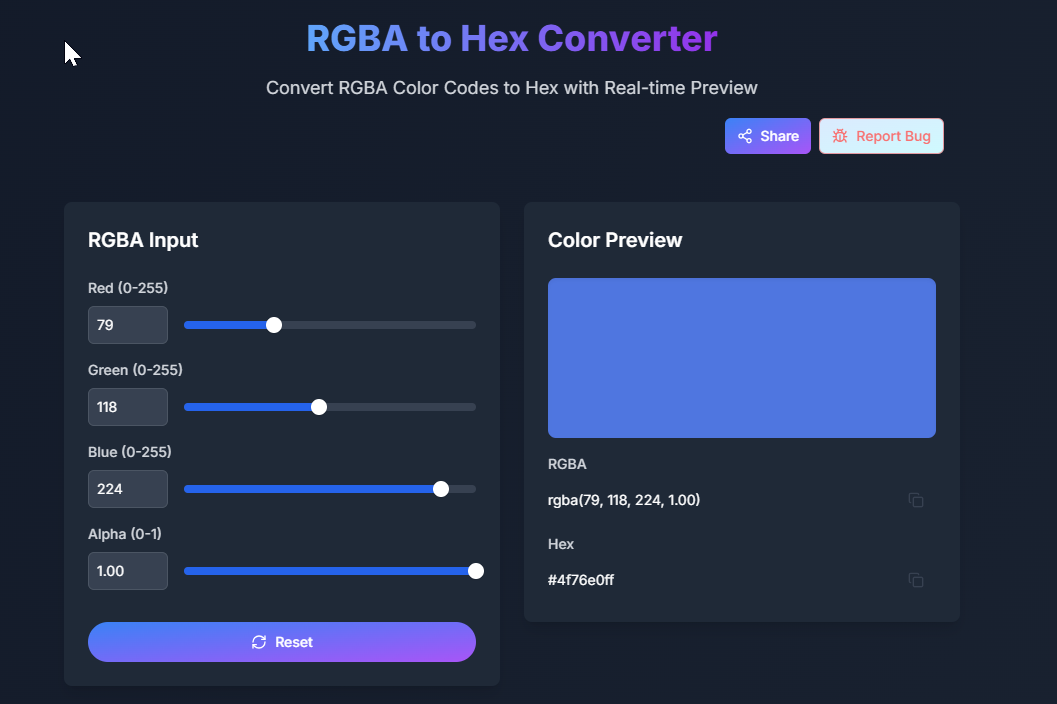 RGBA to Hex Converter
Convert RGBA Color Codes to Hex with Real-time Preview
Share
Report Bug
RGBA Input
Red (0-255)
79
Green (0-255)
118
Blue (0-255)
224
Alpha (0-1)
1.00
Reset
Color Preview
RGBA
rgba(79, 118, 224, 1.00)
Hex
#4f76e0ff